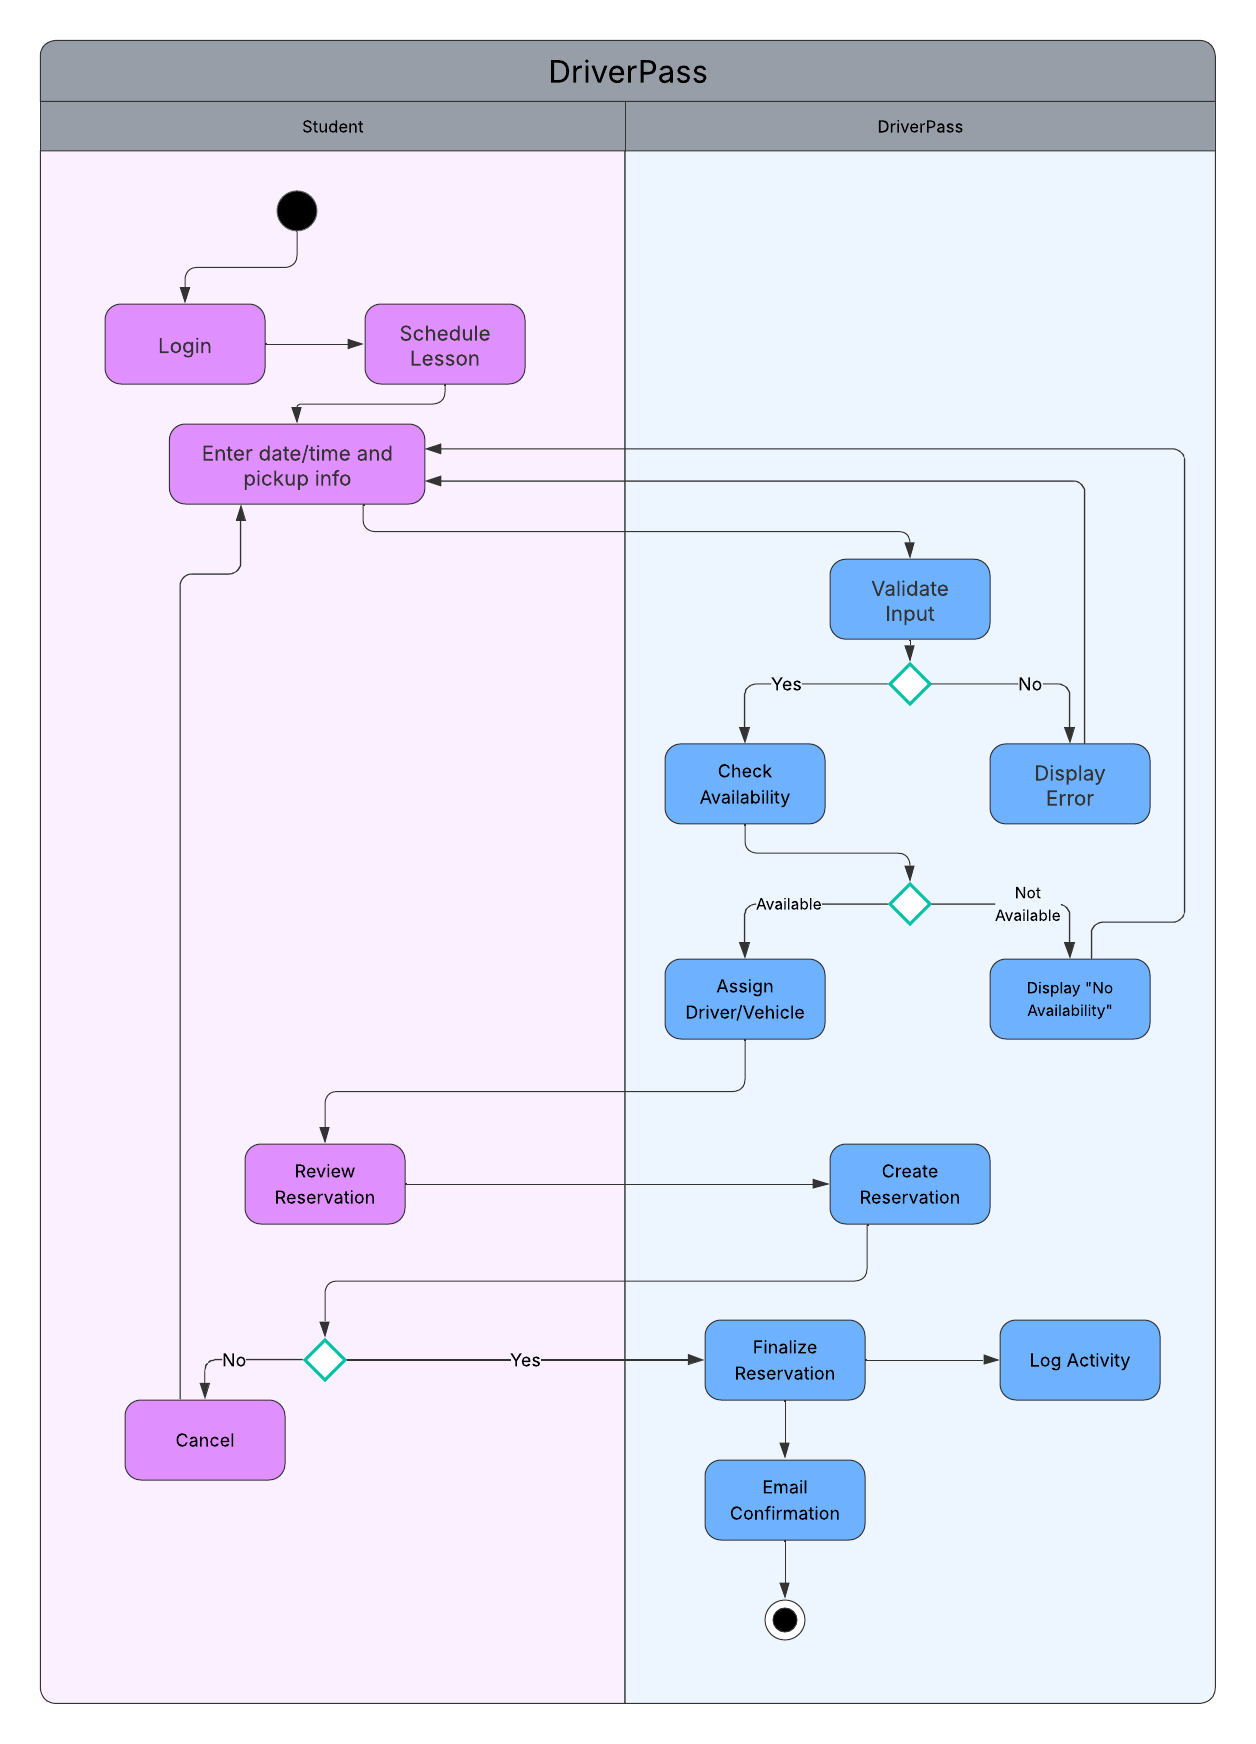 DriverPass
Student
DriverPass
Login
Schedule
Lesson
Enter date/time and
pickup info
Validate
Input
Yes
No
Check
Availability
Display
Error
Available
Not
Available
Assign
Driver/Vehicle
Display "No
Availability"
Review
Reservation
Create
Reservation
No
Yes
Finalize
Reservation
Log Activity
Cancel
Email
Confirmation